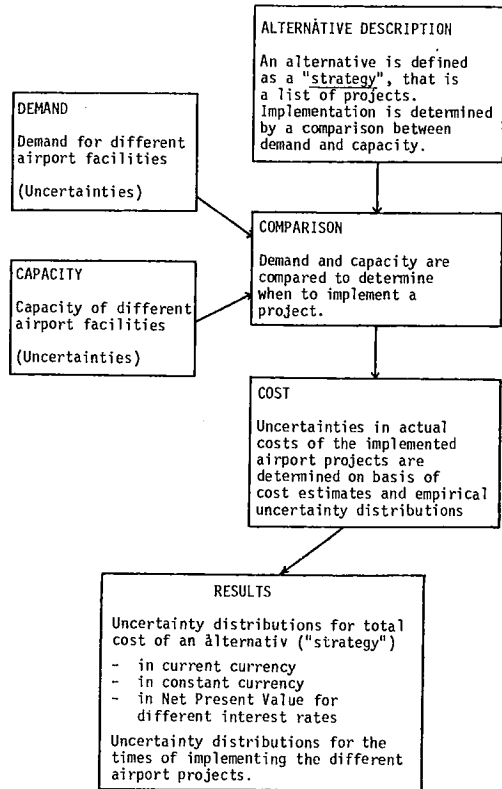 ALTERNATIVE DESCRIPTION
An alternative is defined
as a "strategy", that is
a list of projects.
Implementation is determined
by a comparison between
demand and capacity.
DEMAND
Demand for different
airport facilities
(Uncertainties)
CAPACITY
Capacity of different
airport facilities
(Uncertainties)
COMPARISON
Demand and capacity are
compared to determine
when to implement a
project.
COST
Uncertainties in actual
costs of the implemented
airport projects are
determined on basis of
cost estimates and empirical
uncertainty distributions
RESULTS
Uncertainty distributions for total
cost of an alternativ ("strategy")
- in current currency
- in constant currency
- in Net Present Value for
different interest rates
Uncertainty distributions for the
times of implementing the different
airport projects.